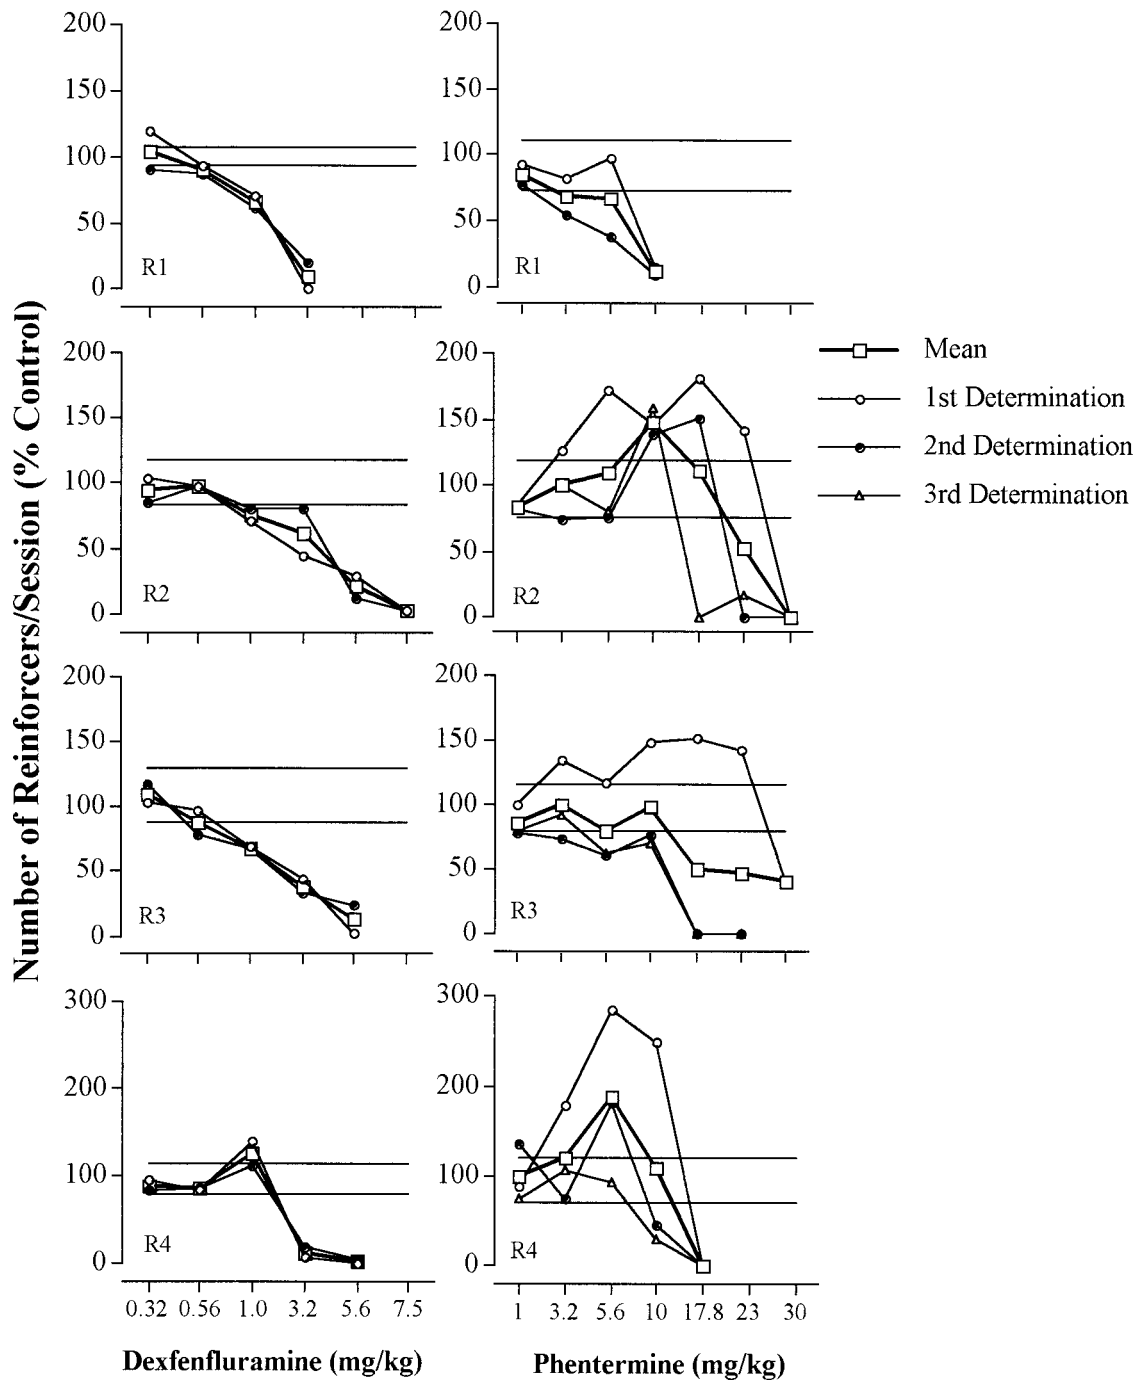 Number of Reinforcers/Session (% Control)
200
150
100
50
0
R1
200
150
100
50
0
R1
200
150
100
50
0
R2
200
150
100
50
0
R2
Mean
1st Determination
2nd Determination
3rd Determination
200
150
100
50
0
R3
200
150
100
50
0
R3
300
200
100
0
R4
0.32 0.56 1.0 3.2 5.6 7.5
Dexfenfluramine (mg/kg)
300
200
100
0
R4
1 3.2 5.6 10 17.8 23 30
Phentermine (mg/kg)